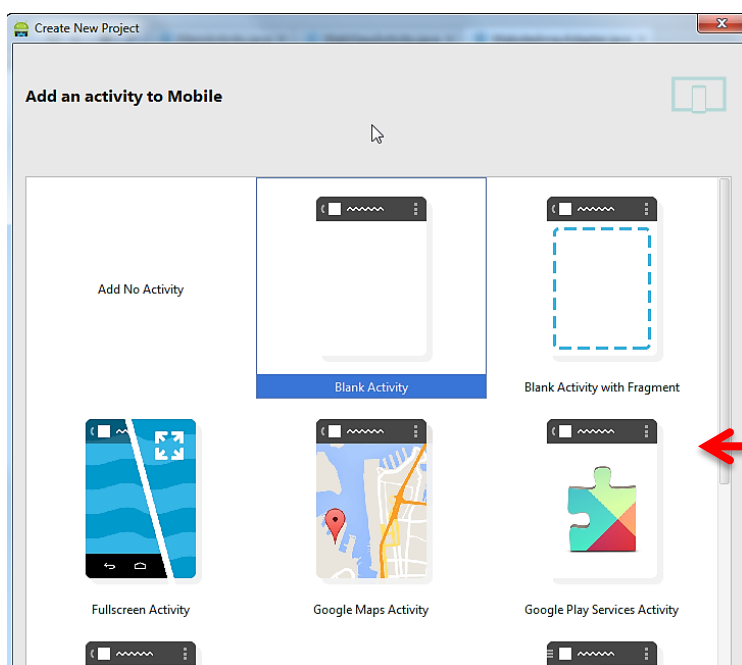 Create New Project
Add an activity to Mobile
Add No Activity
Blank Activity
Blank Activity with Fragment
Fullscreen Activity
Google Maps Activity
Google Play Services Activity